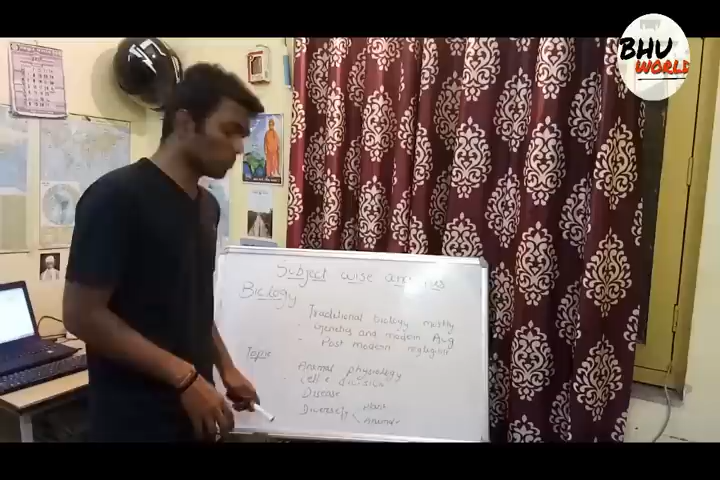 BHU
WORLD
Subject wise analysis
Biology
Traditional biology mostly
- Genetics and modern Avg
- Post modern negligible
Topic
Animal physiology
Cell & division
Disease
Diversity
Plant
Animal